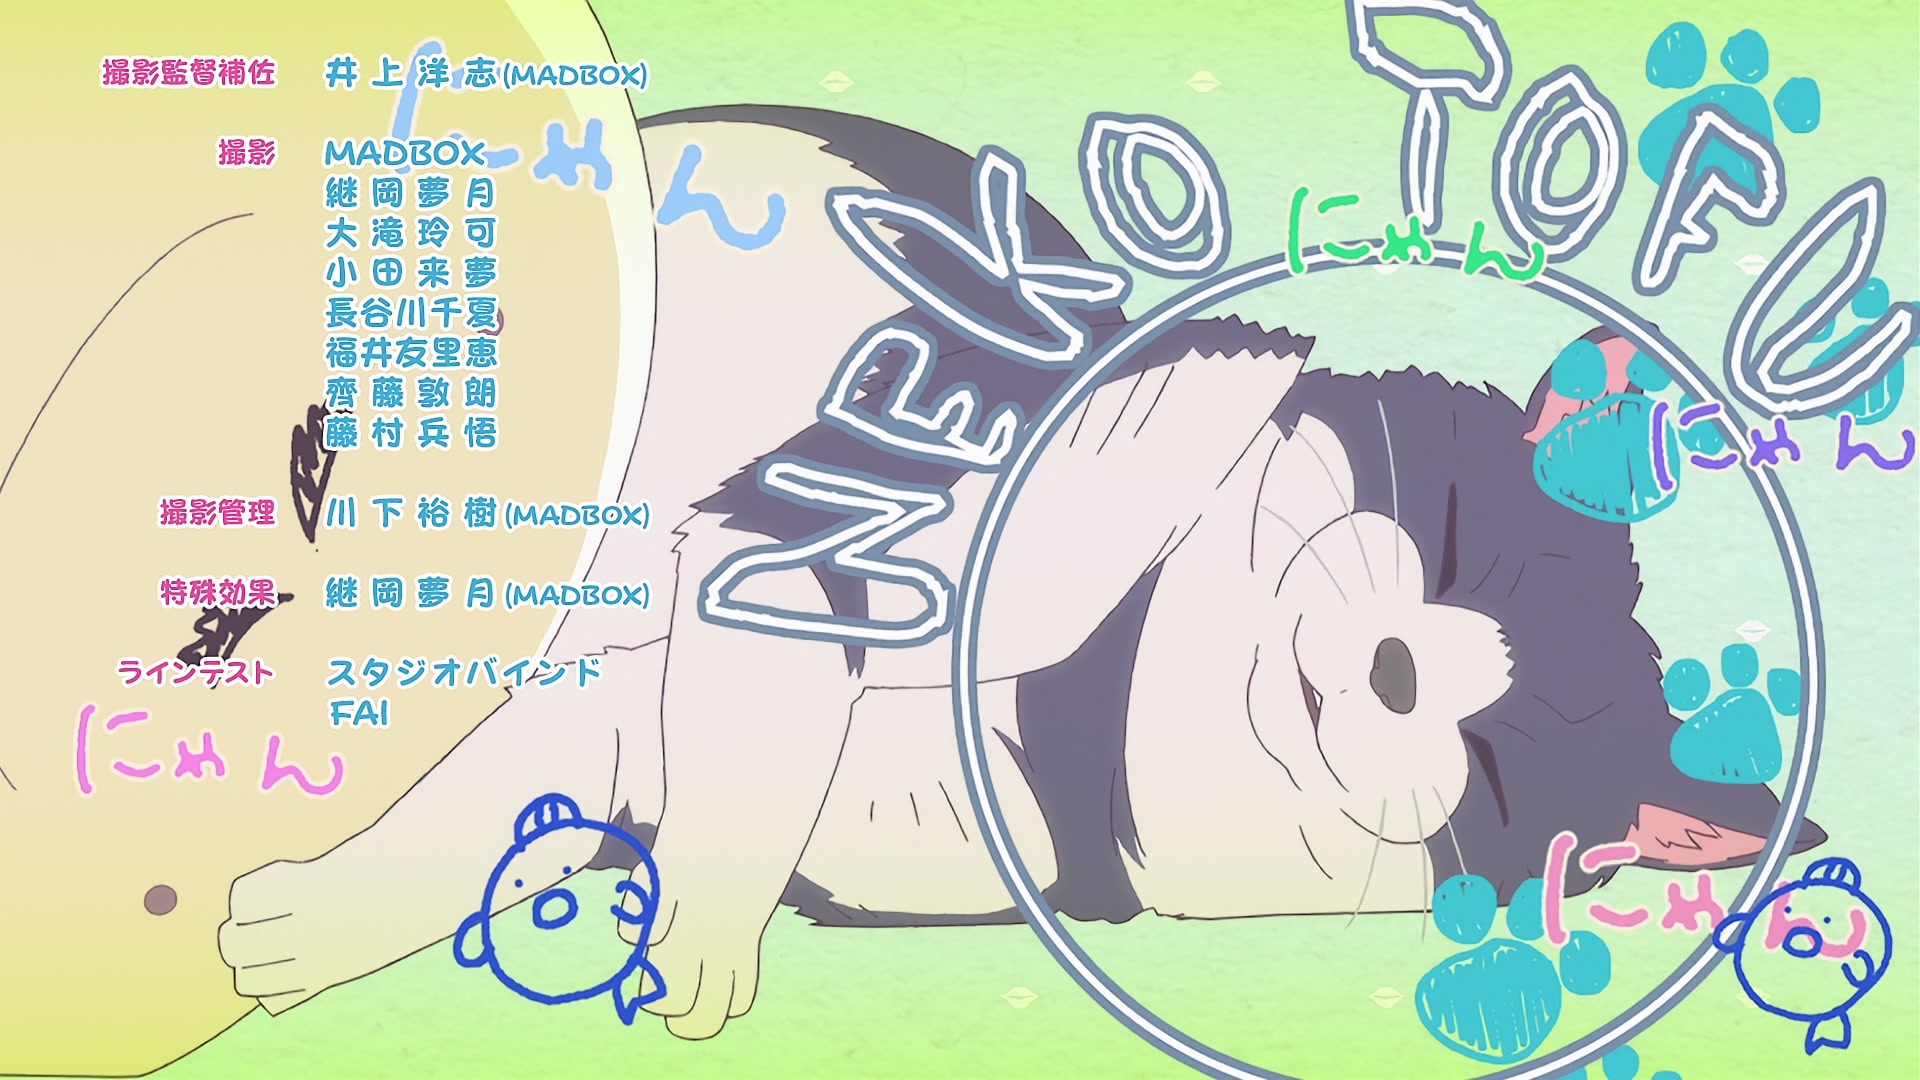 撮影監督補佐 井上洋志(MADBOX)
撮影 MADBOX
継岡夢月
大滝玲可
小田来夢
長谷川千夏
福井友里恵
齊藤敦朗
藤村兵悟
撮影管理 川下裕樹(MADBOX)
特殊効果 継岡夢月(MADBOX)
ラインテスト スタジオバインド
FAI
NEKO TOFU
にゃん
にゃん
にゃん
にゃん
にゃん